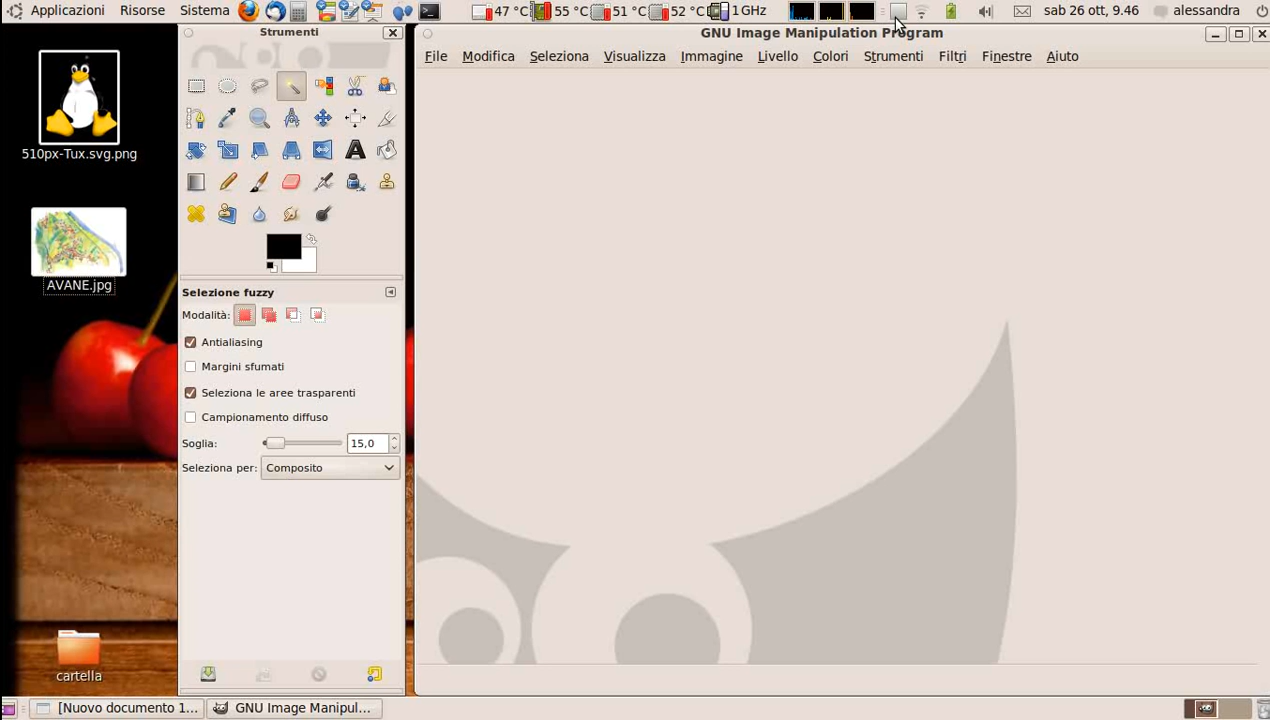 Applicazioni Risorse Sistema 47 °C 55 °C 51 °C 52 °C 1 GHz sab 26 ott, 9.46 alessandra
Strumenti
GNU Image Manipulation Program
File Modifica Seleziona Visualizza Immagine Livello Colori Strumenti Filtri Finestre Aiuto
510px-Tux.svg.png
AVANE.jpg
Selezione fuzzy
Modalità:
Antialiasing
Margini sfumati
Seleziona le aree trasparenti
Campionamento diffuso
Soglia: 15,0
Seleziona per: Composito
cartella
[Nuovo documento 1... GNU Image Manipul...